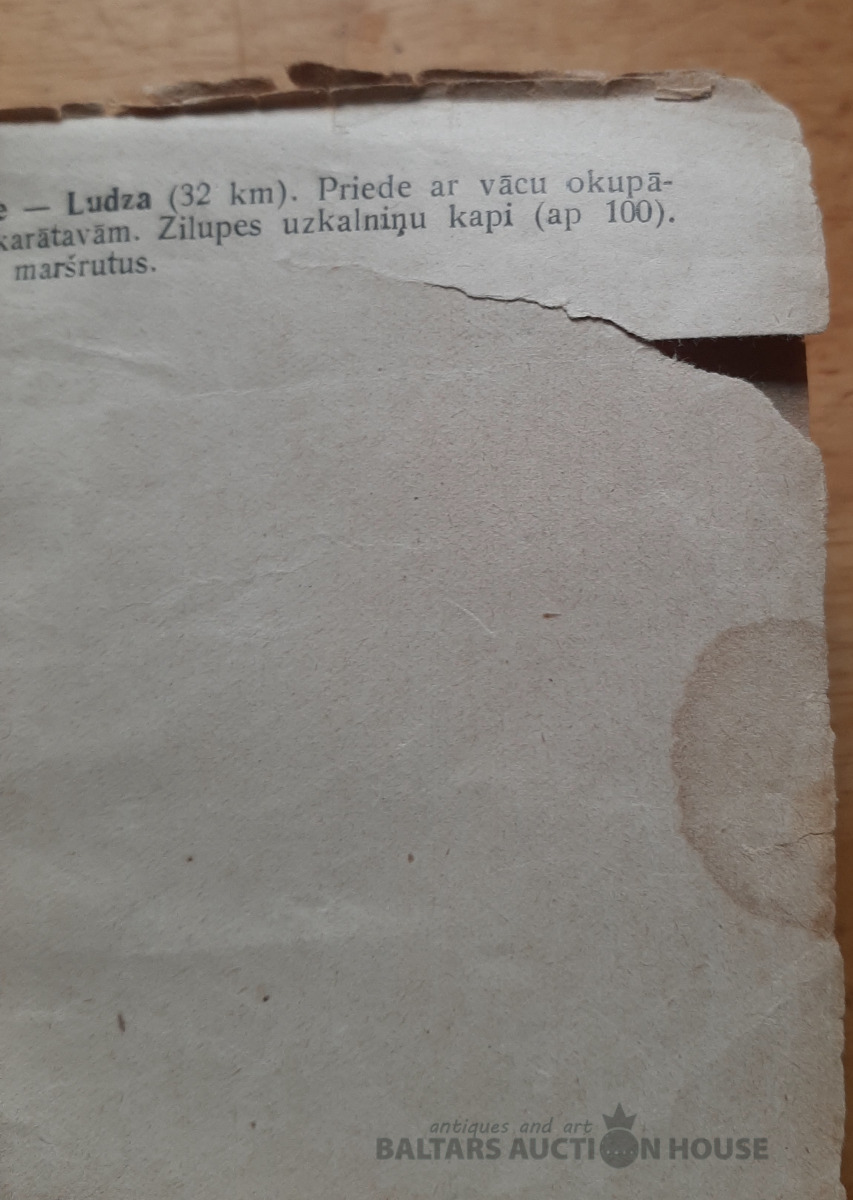 e — Ludza (32 km). Priede ar vācu okupā-
karātavām. Zilupes uzkalniņu kapi (ap 100).
maršrutus.
antiques and art
BALTARS AUCTION HOUSE